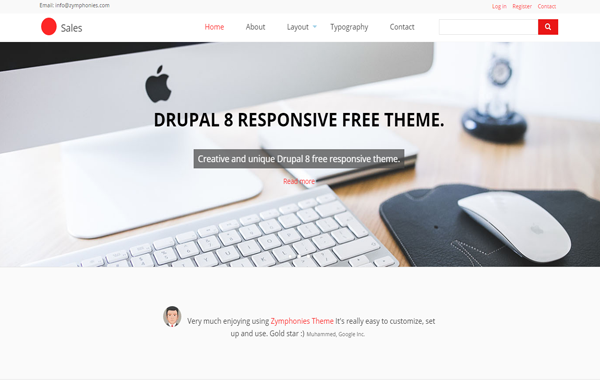 Email: info@zymphonies.com
Log in Register Contact
Sales
Home About Layout Typography Contact
DRUPAL 8 RESPONSIVE FREE THEME.
Creative and unique Drupal 8 free responsive theme.
Read more
Very much enjoying using Zymphonies Theme It's really easy to customize, set
up and use. Gold star :) Muhammed, Google Inc.